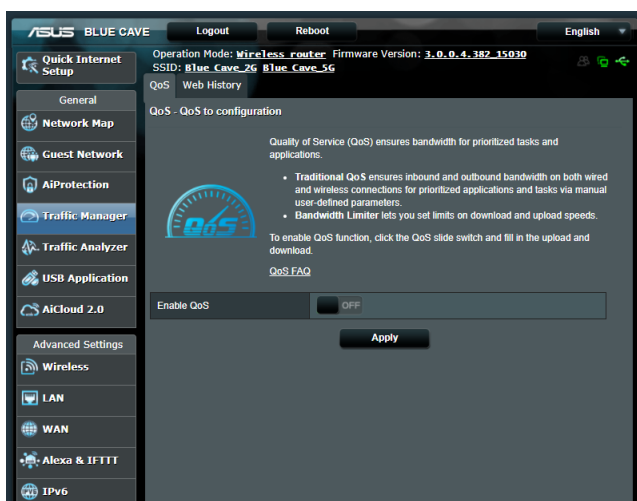 ASUS BLUE CAVE
Logout
Reboot
English
Quick Internet
Setup
Operation Mode: Wireless router Firmware Version: 3.0.0.4.382_15030
SSID: Blue Cave_2G Blue Cave_5G
General
Network Map
Guest Network
AiProtection
Traffic Manager
Traffic Analyzer
USB Application
AiCloud 2.0
Advanced Settings
Wireless
LAN
WAN
Alexa & IFTTT
IPv6
QoS Web History
QoS - QoS to configuration
QoS
Quality of Service (QoS) ensures bandwidth for prioritized tasks and
applications.
• Traditional QoS ensures inbound and outbound bandwidth on both wired
and wireless connections for prioritized applications and tasks via manual
user-defined parameters.
• Bandwidth Limiter lets you set limits on download and upload speeds.
To enable QoS function, click the QoS slide switch and fill in the upload and
download.
QoS FAQ
Enable QoS
OFF
Apply